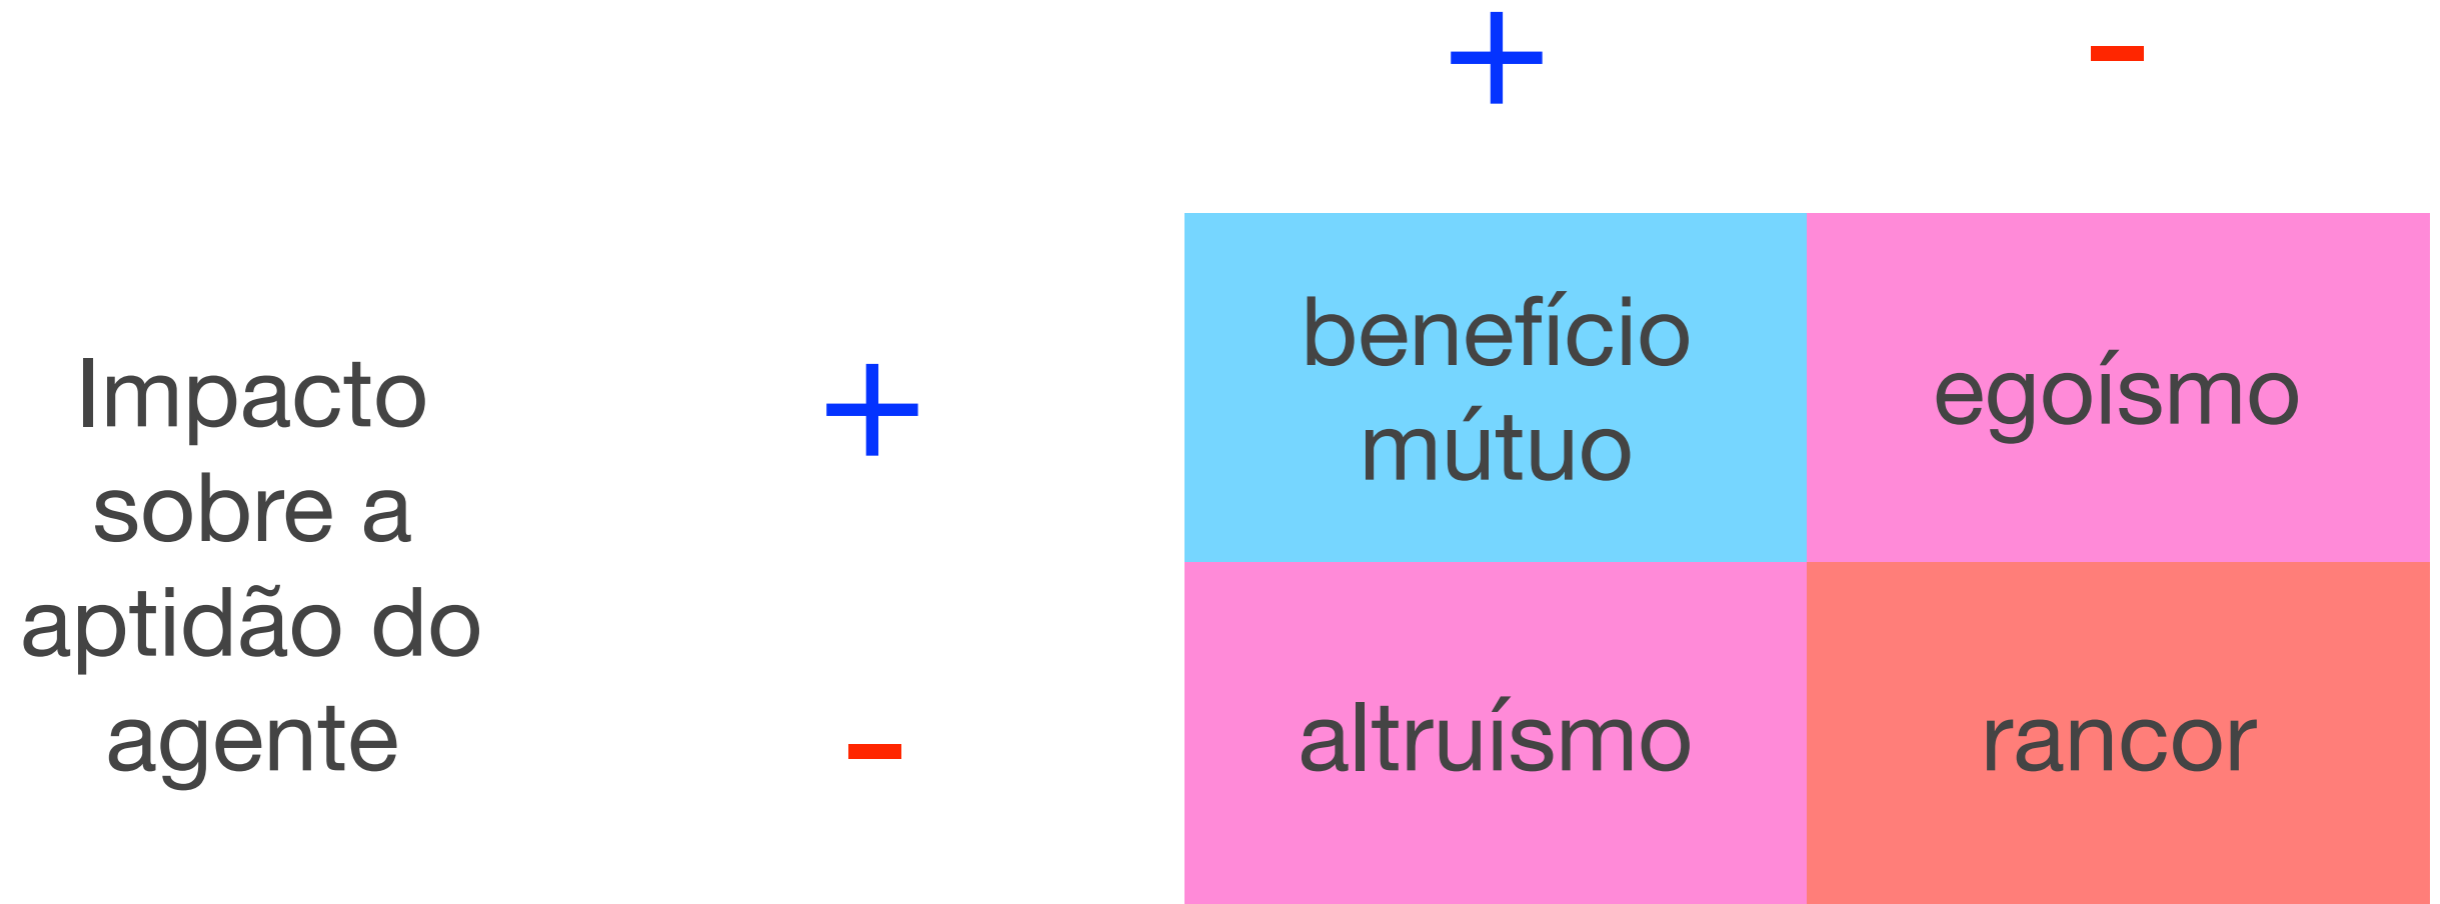 + -
Impacto
sobre a
aptidão do
agente
+
benefício
mútuo
egoísmo
-
altruísmo
rancor